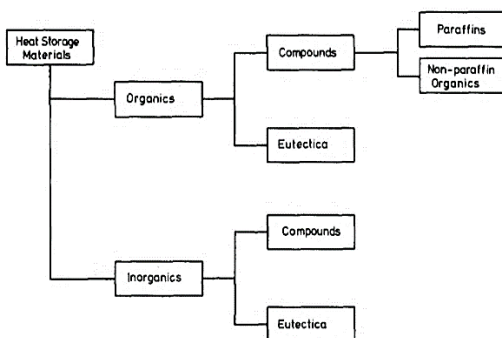 Heat Storage
Materials
Organics
Compounds
Paraffins
Non-paraffin
Organics
Eutectica
Inorganics
Compounds
Eutectica